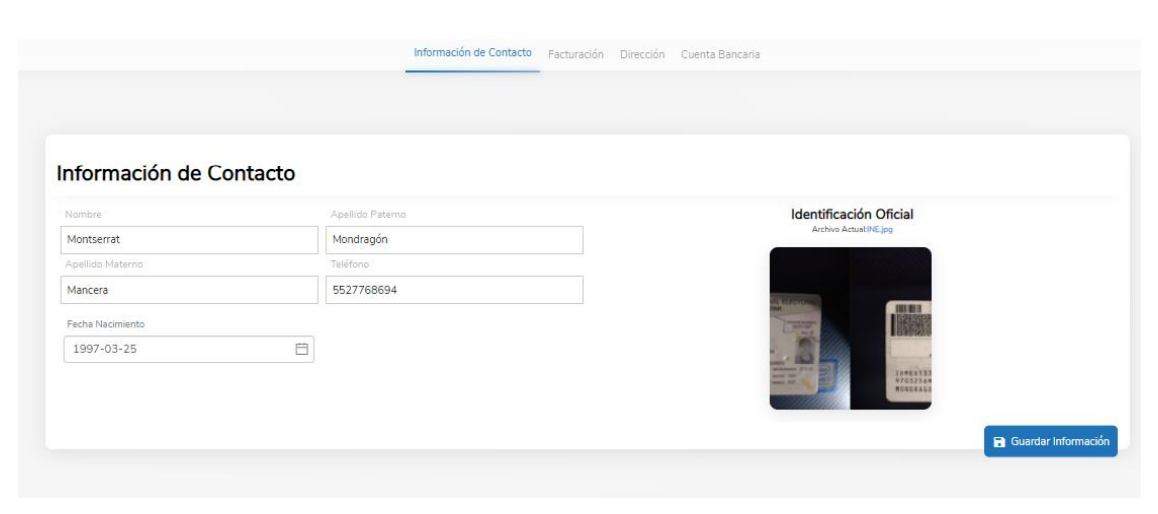 Información de Contacto Facturación Dirección Cuenta Bancaria
Información de Contacto
Nombre Apellido Paterno
Montserrat Mondragón
Apellido Materno Teléfono
Mancera 5527768694
Fecha Nacimiento
1997-03-25
Identificación Oficial
Archivo Actual:INE.jpg
Guardar Información